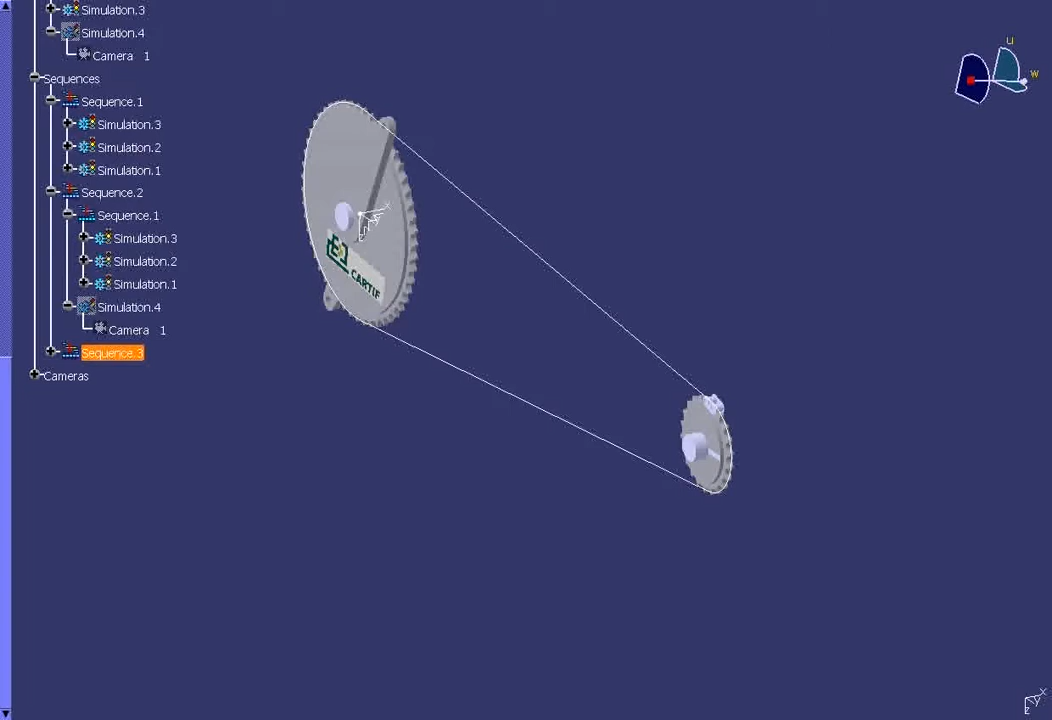 Simulation.3
Simulation.4
Camera 1
Sequences
Sequence.1
Simulation.3
Simulation.2
Simulation.1
Sequence.2
Sequence.1
Simulation.3
Simulation.2
Simulation.1
Simulation.4
Camera 1
Sequence.3
Cameras
CARTIF
u
w
x
y
z
x
y
z